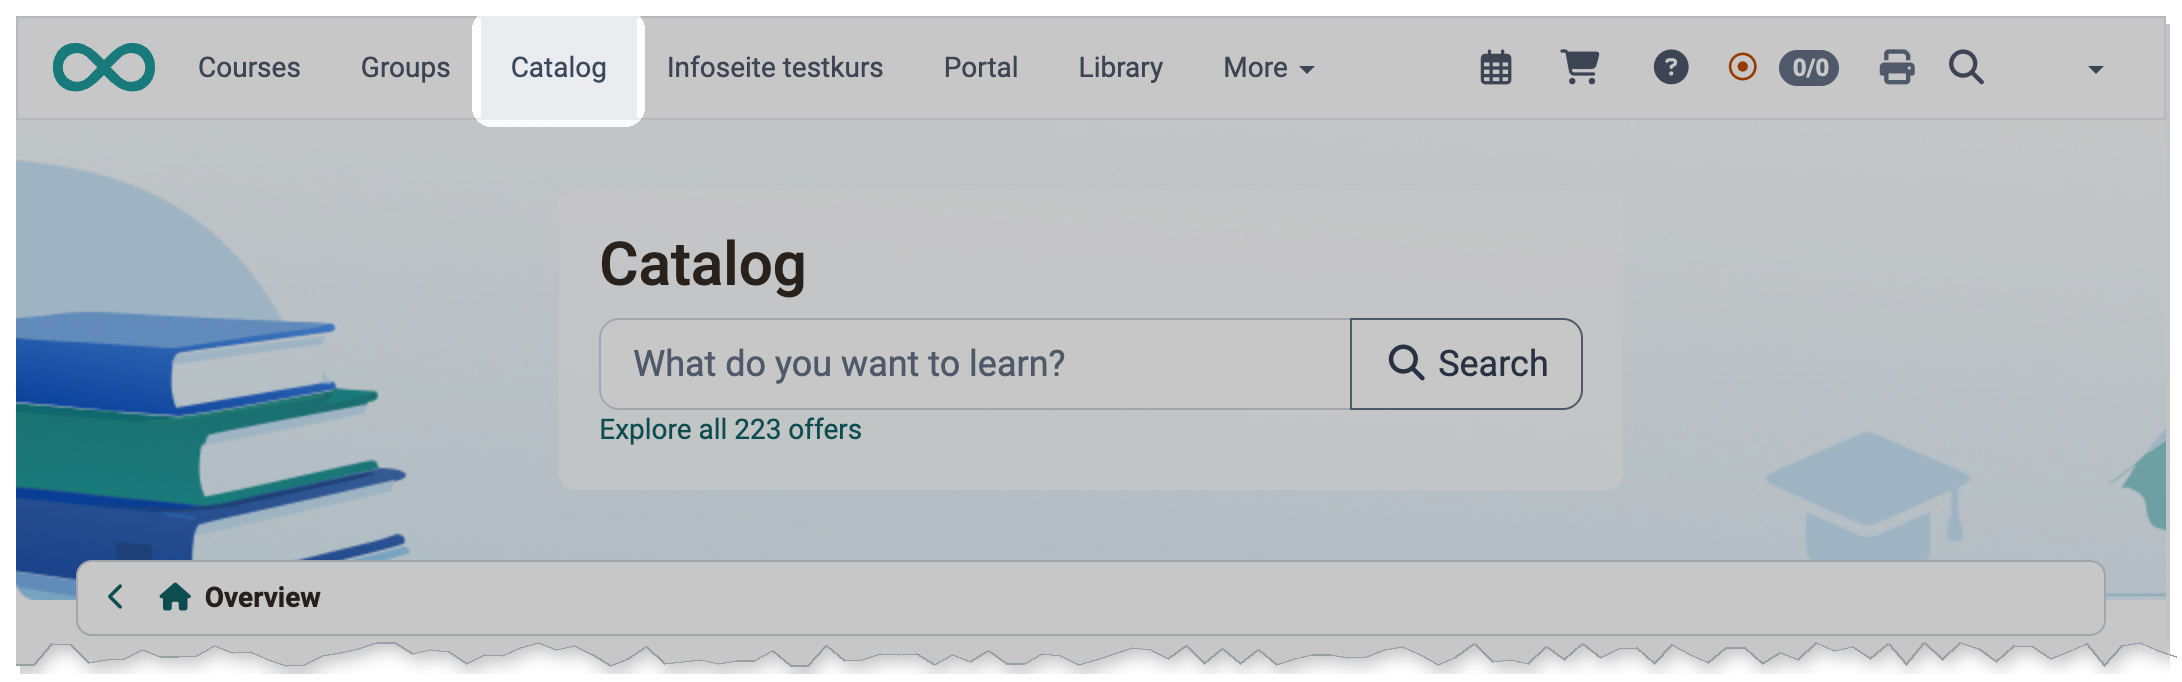 Courses Groups Catalog Infoseite testkurs Portal Library More ? 0/0
Catalog
What do you want to learn? Search
Explore all 223 offers
Overview